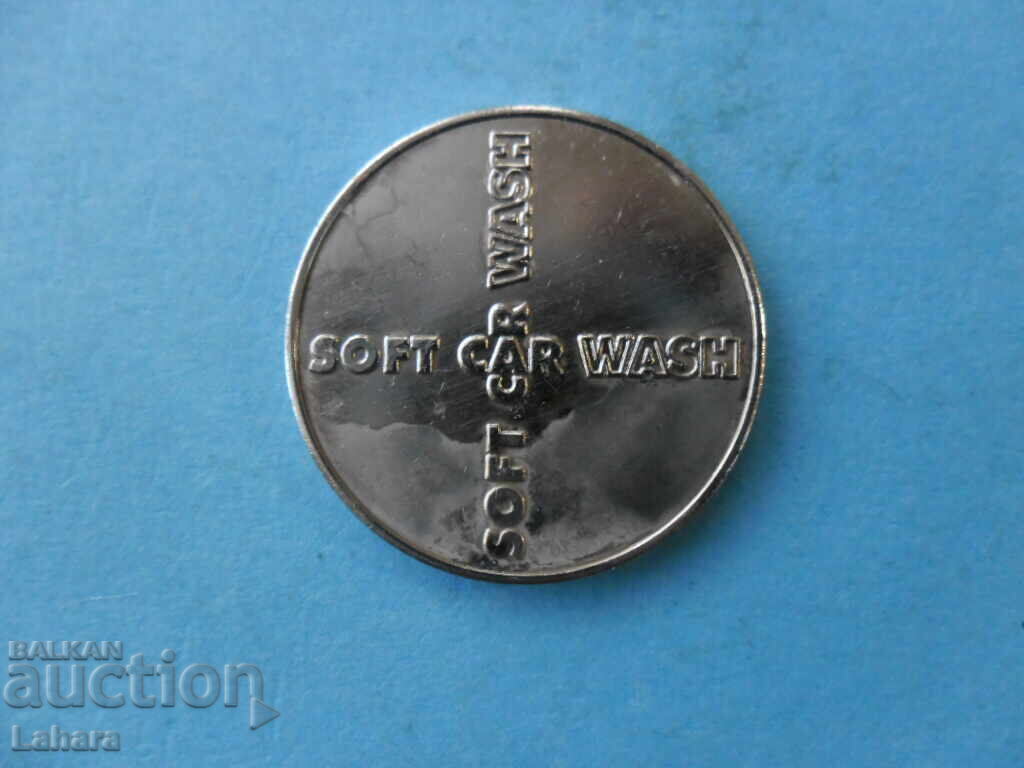 SOFT CAR WASH
SOFT CAR WASH
BALKAN
auction
Lahara